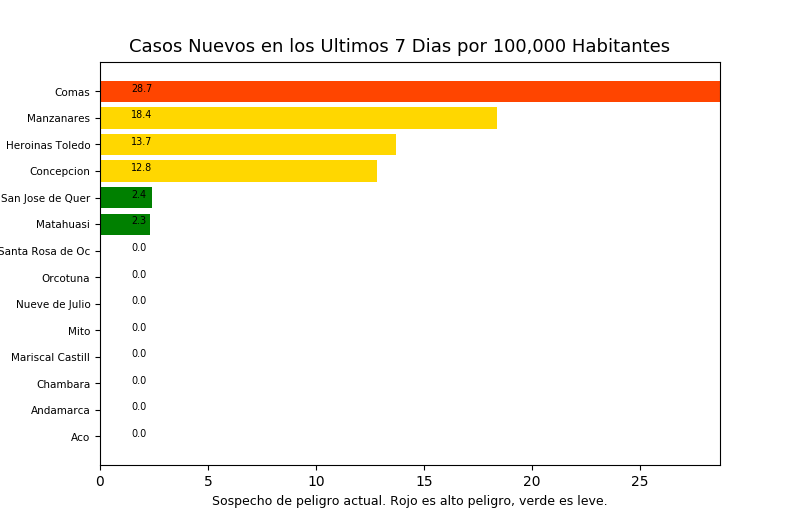 Casos Nuevos en los Ultimos 7 Dias por 100,000 Habitantes
Comas 28.7
Manzanares 18.4
Heroinas Toledo 13.7
Concepcion 12.8
San Jose de Quer 2.4
Matahuasi 2.3
Santa Rosa de Oc 0.0
Orcotuna 0.0
Nueve de Julio 0.0
Mito 0.0
Mariscal Castill 0.0
Chambara 0.0
Andamarca 0.0
Aco 0.0
0 5 10 15 20 25
Sospecho de peligro actual. Rojo es alto peligro, verde es leve.